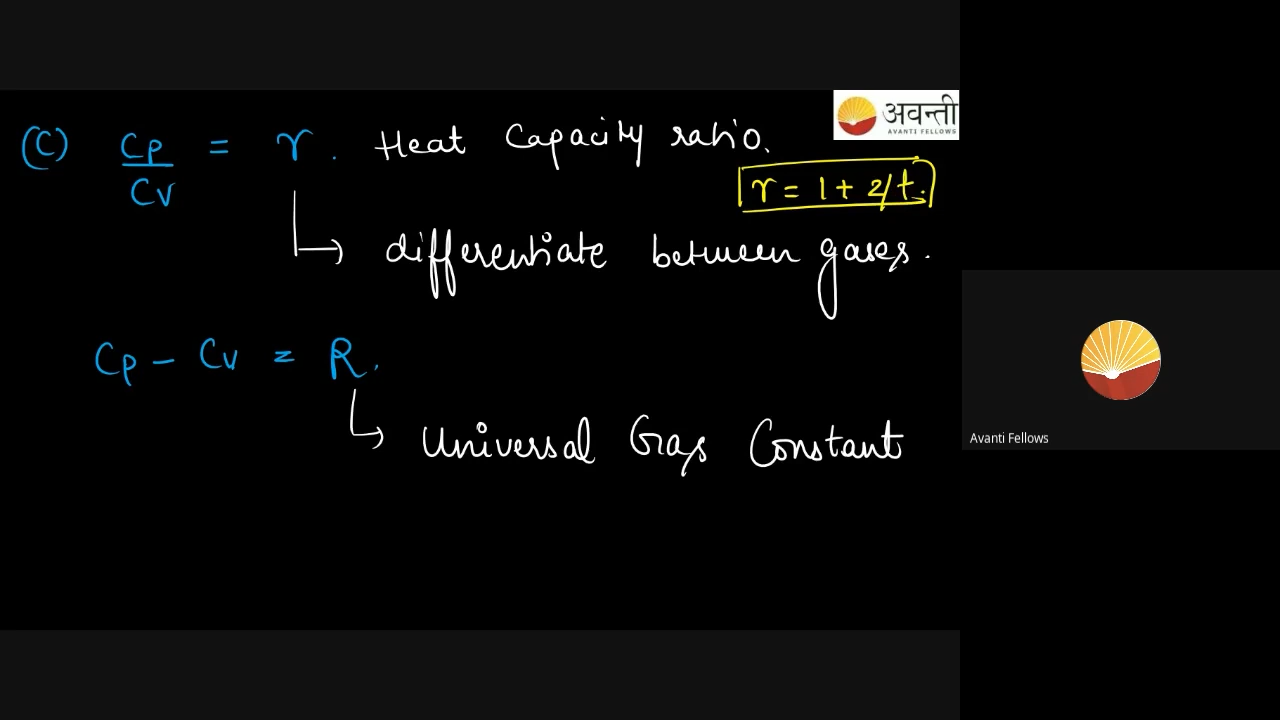 (C) Cp/Cv = γ. Heat Capacity ratio.
अवन्ती
AVANTI FELLOWS
γ = 1 + 2/f.
differentiate between gases.
Cp - Cv = R.
Universal Gas Constant
Avanti Fellows